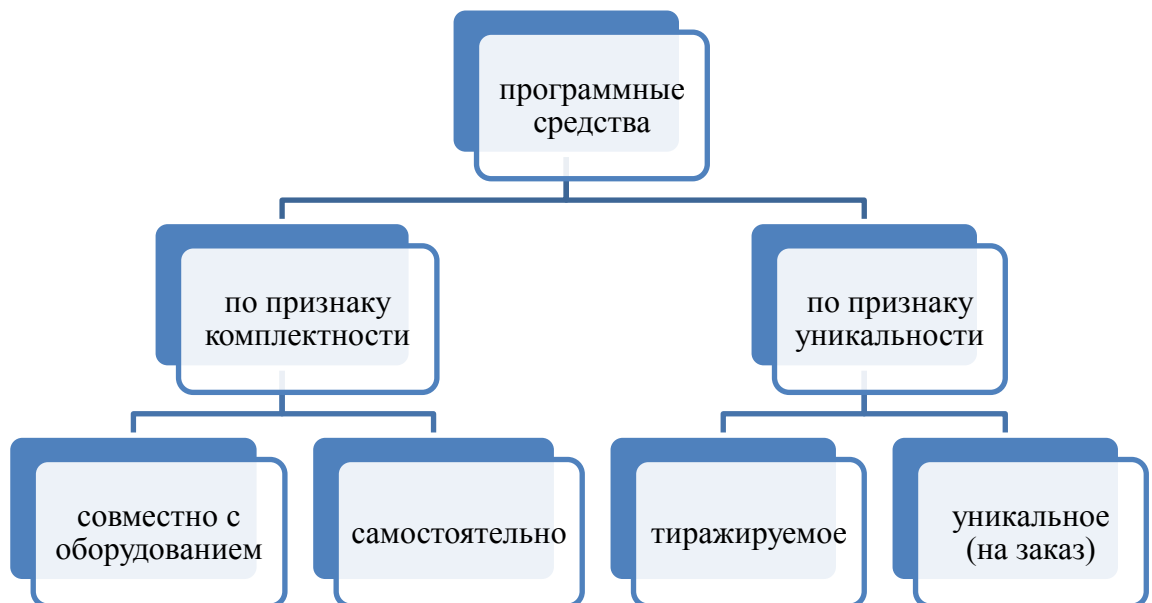 программные
средства
по признаку
комплектности
по признаку
уникальности
совместно с
оборудованием
самостоятельно
тиражируемое
уникальное
(на заказ)